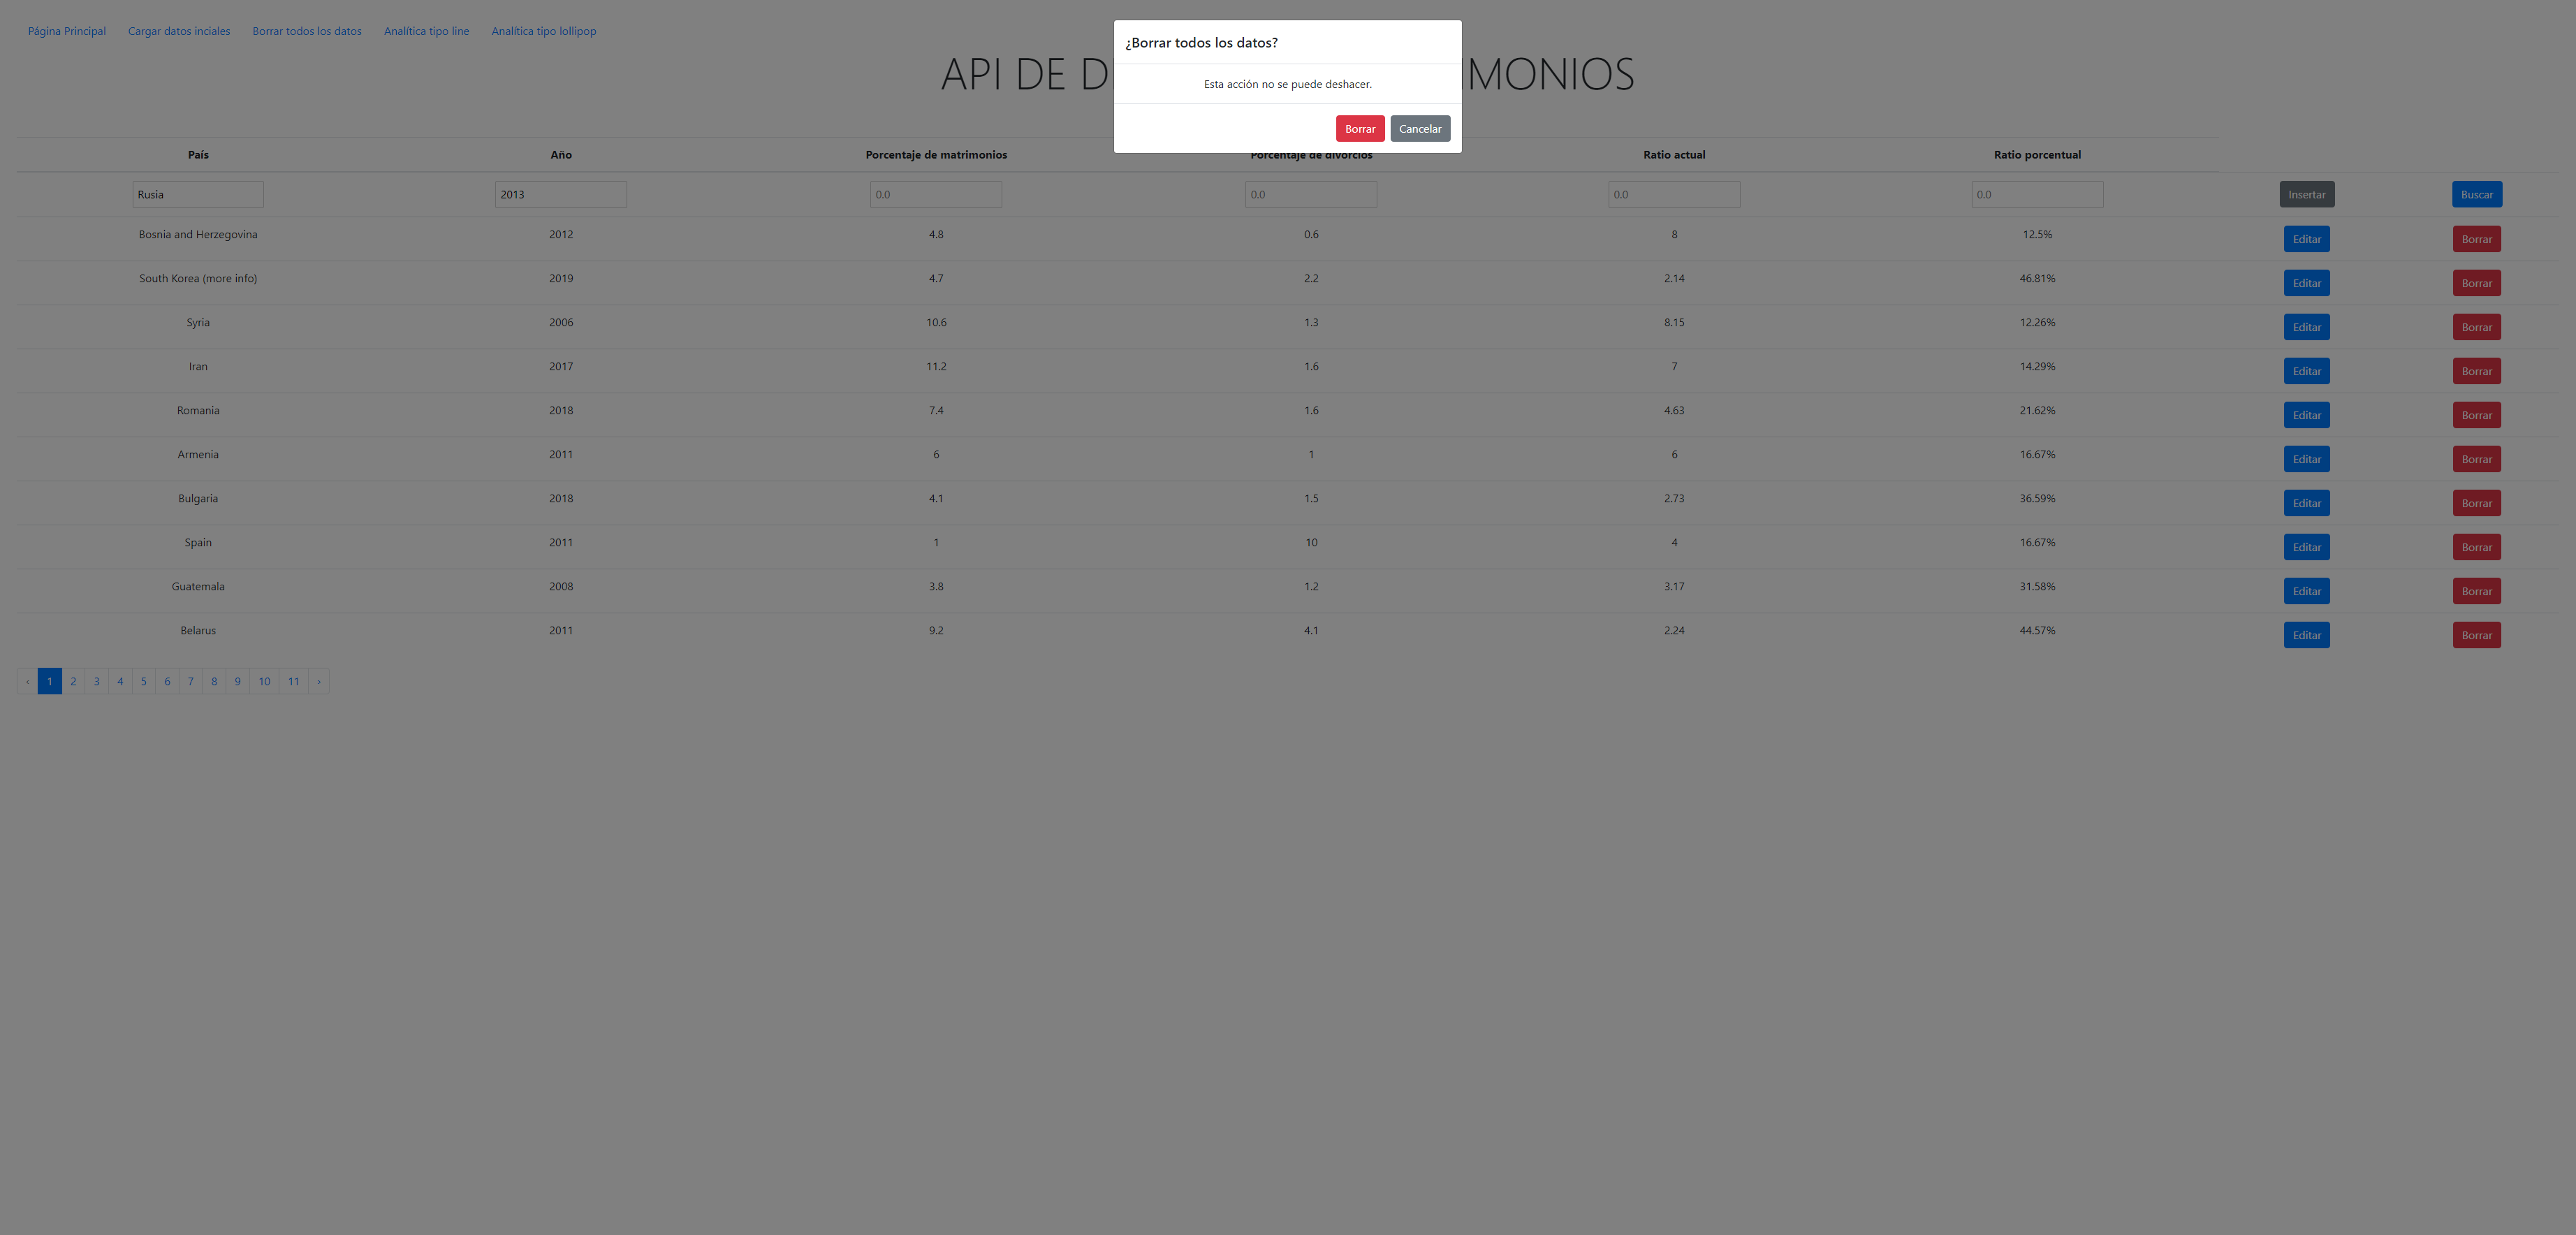 Página Principal Cargar datos inciales Borrar todos los datos Analítica tipo line Analítica tipo lollipop
¿Borrar todos los datos?
API DE D IMONIOS
Esta acción no se puede deshacer.
Borrar Cancelar
País Año Porcentaje de matrimonios Porcentaje de divorcios Ratio actual Ratio porcentual
Rusia 2013 0.0 0.0 0.0 0.0 Insertar Buscar
Bosnia and Herzegovina 2012 4.8 0.6 8 12.5% Editar Borrar
South Korea (more info) 2019 4.7 2.2 2.14 46.81% Editar Borrar
Syria 2006 10.6 1.3 8.15 12.26% Editar Borrar
Iran 2017 11.2 1.6 7 14.29% Editar Borrar
Romania 2018 7.4 1.6 4.63 21.62% Editar Borrar
Armenia 2011 6 1 6 16.67% Editar Borrar
Bulgaria 2018 4.1 1.5 2.73 36.59% Editar Borrar
Spain 2011 1 10 4 16.67% Editar Borrar
Guatemala 2008 3.8 1.2 3.17 31.58% Editar Borrar
Belarus 2011 9.2 4.1 2.24 44.57% Editar Borrar
‹ 1 2 3 4 5 6 7 8 9 10 11 ›